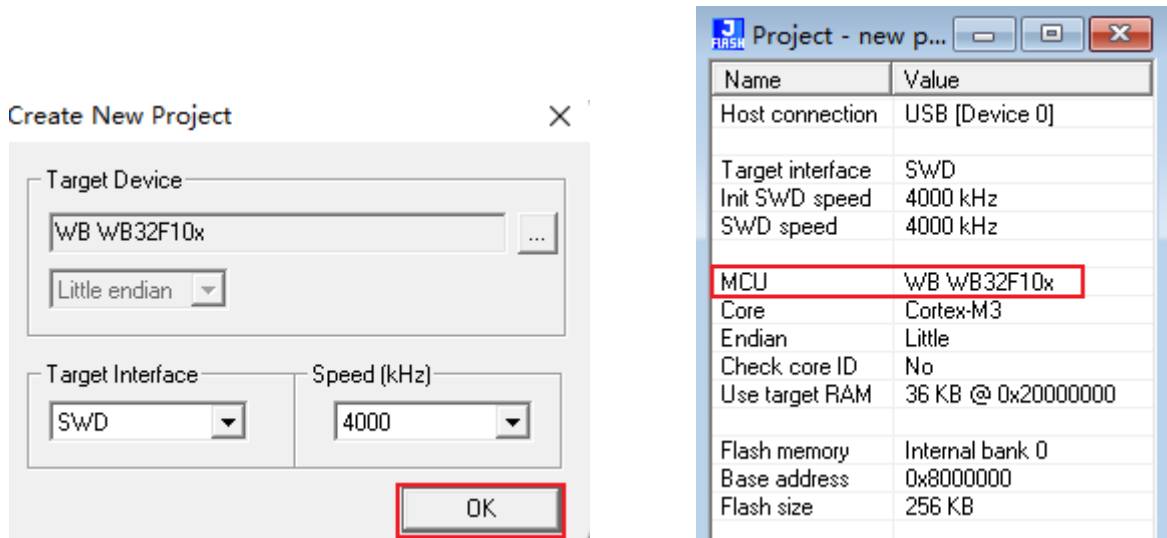 Create New Project
Target Device
WB WB32F10x
...
Little endian
Target Interface
Speed (kHz)
SWD
4000
OK
J
FLASH
Project - new p...
Name Value
Host connection USB [Device 0]
Target interface SWD
Init SWD speed 4000 kHz
SWD speed 4000 kHz
MCU WB WB32F10x
Core Cortex-M3
Endian Little
Check core ID No
Use target RAM 36 KB @ 0x20000000
Flash memory Internal bank 0
Base address 0x8000000
Flash size 256 KB